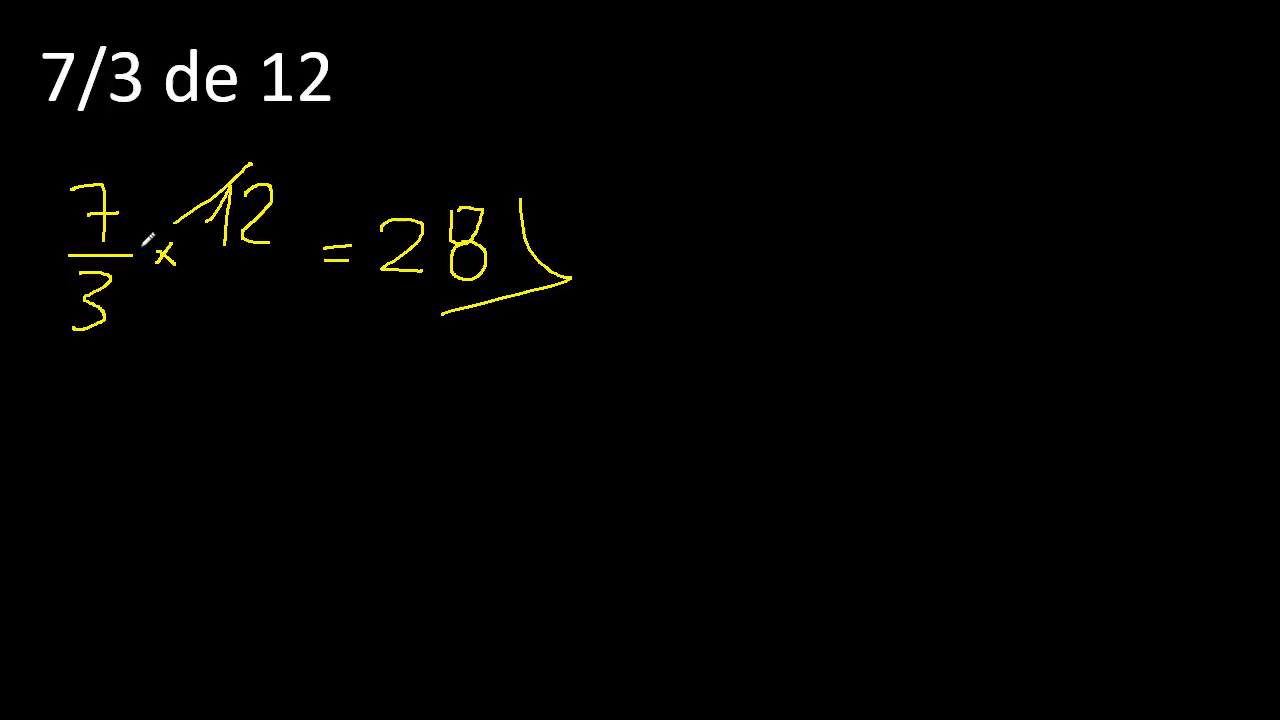 7/3 de 12
7/3 × 12 = 28